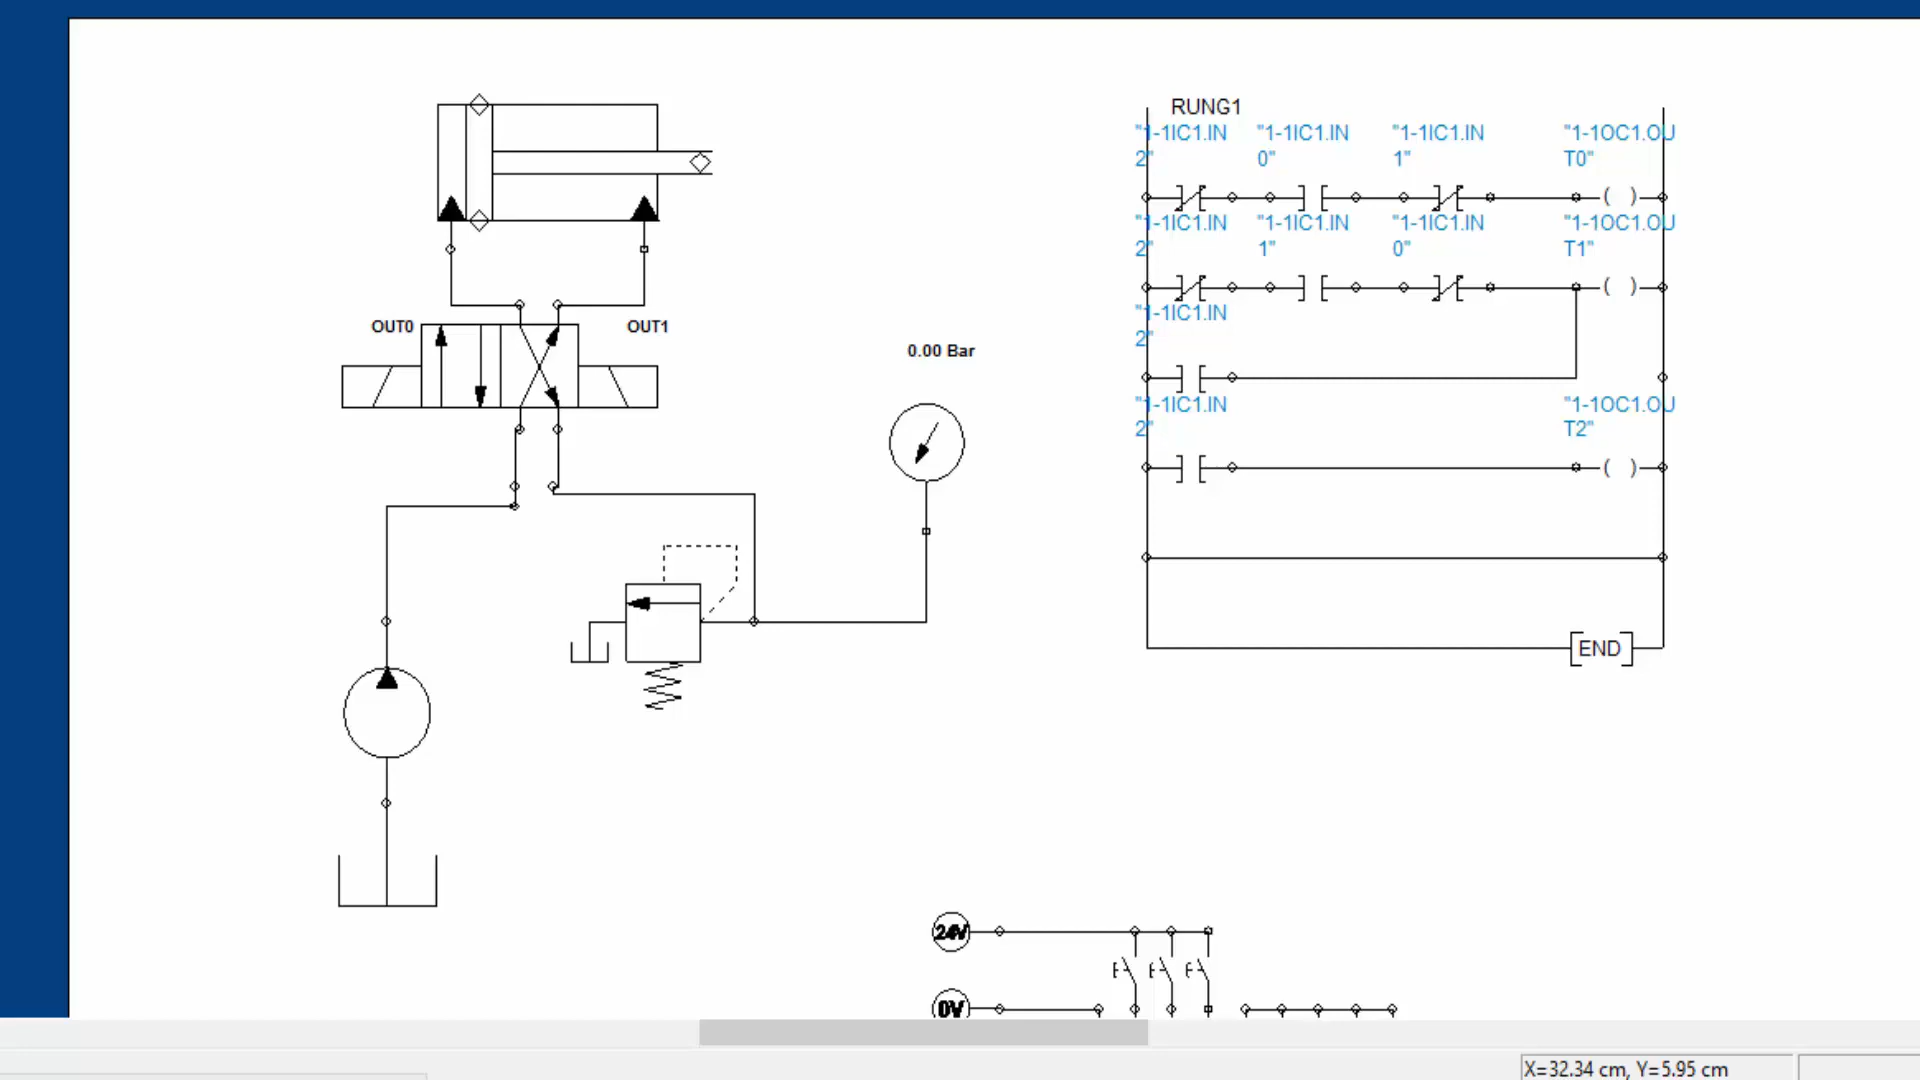 RUNG1
"1-1IC1.IN "1-1IC1.IN "1-1IC1.IN "1-1OC1.OU
2" 0" 1" T0"
"1-1IC1.IN "1-1IC1.IN "1-1IC1.IN "1-1OC1.OU
2" 1" 0" T1"
"1-1IC1.IN
2"
"1-1IC1.IN "1-1OC1.OU
2" T2"
END
OUT0 OUT1
0.00 Bar
24V
0V
X=32.34 cm, Y=5.95 cm